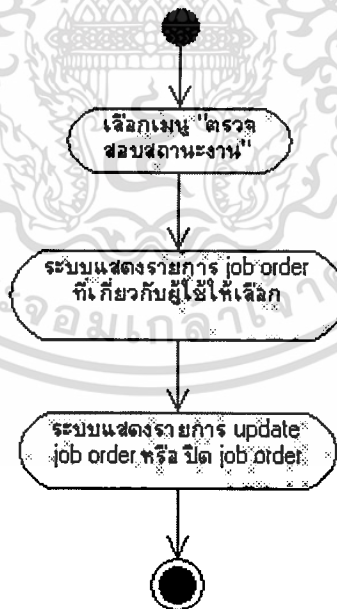 เลือกเมนู "ตรวจ
สอบสถานะงาน"
ระบบแสดงรายการ job order
ที่เกี่ยวกับผู้ใช้ให้เลือก
ระบบแสดงรายการ update
job order หรือ ปิด job order